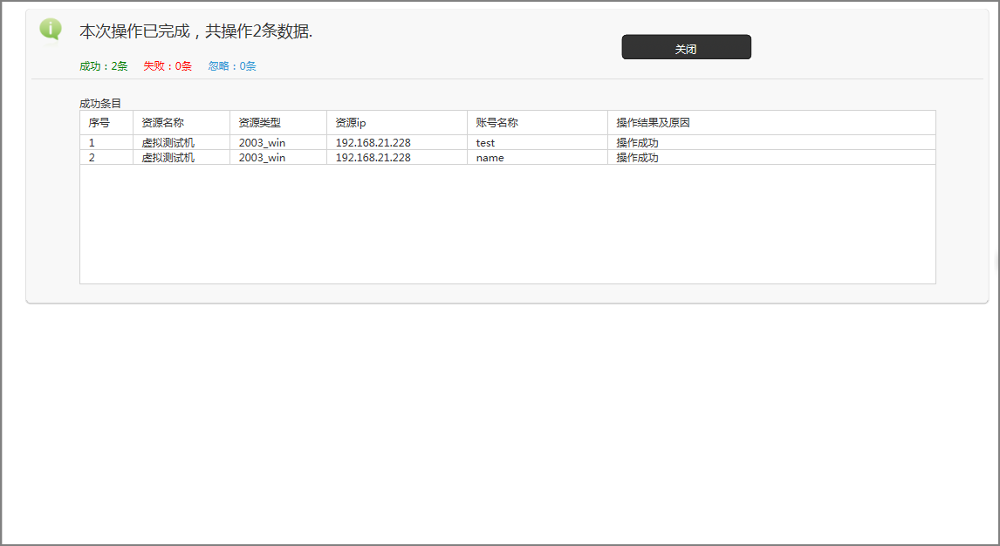 本次操作已完成，共操作2条数据.
关闭
成功：2条 失败：0条 忽略：0条
成功条目
序号 资源名称 资源类型 资源ip 账号名称 操作结果及原因
1 虚拟测试机 2003_win 192.168.21.228 test 操作成功
2 虚拟测试机 2003_win 192.168.21.228 name 操作成功